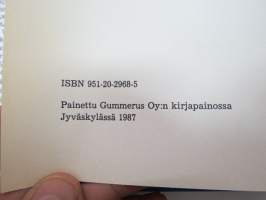 ISBN 951-20-2968-5
Painettu Gummerus Oy:n kirjapainossa
Jyväskylässä 1987